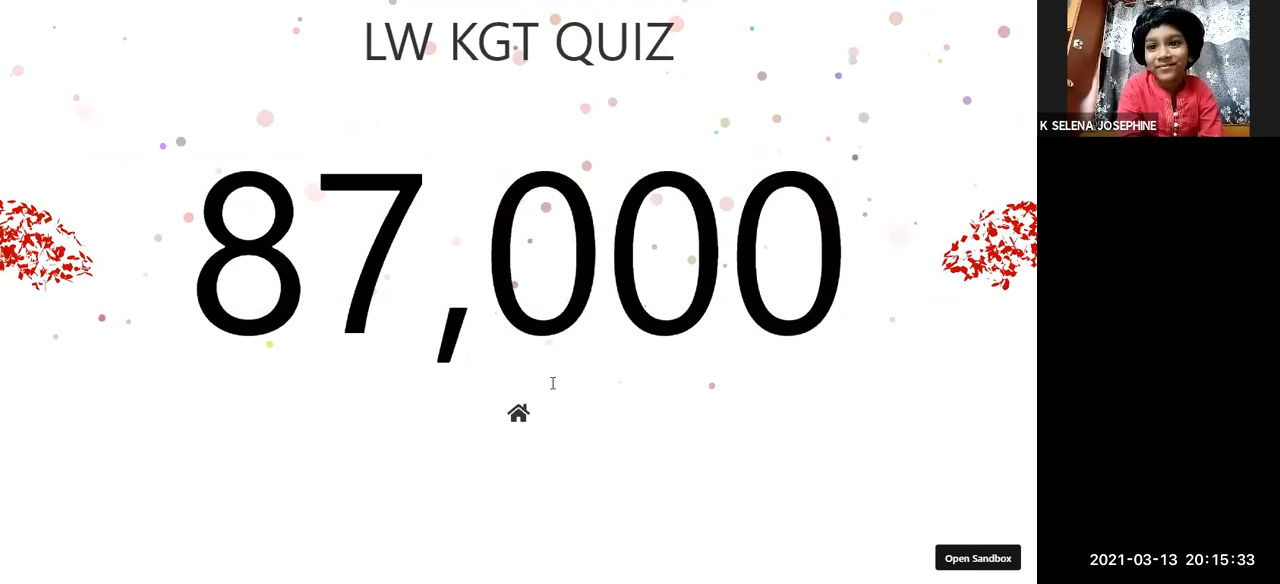 LW KGT QUIZ
87,000
K SELENA JOSEPHINE
Open Sandbox
2021-03-13 20:15:33